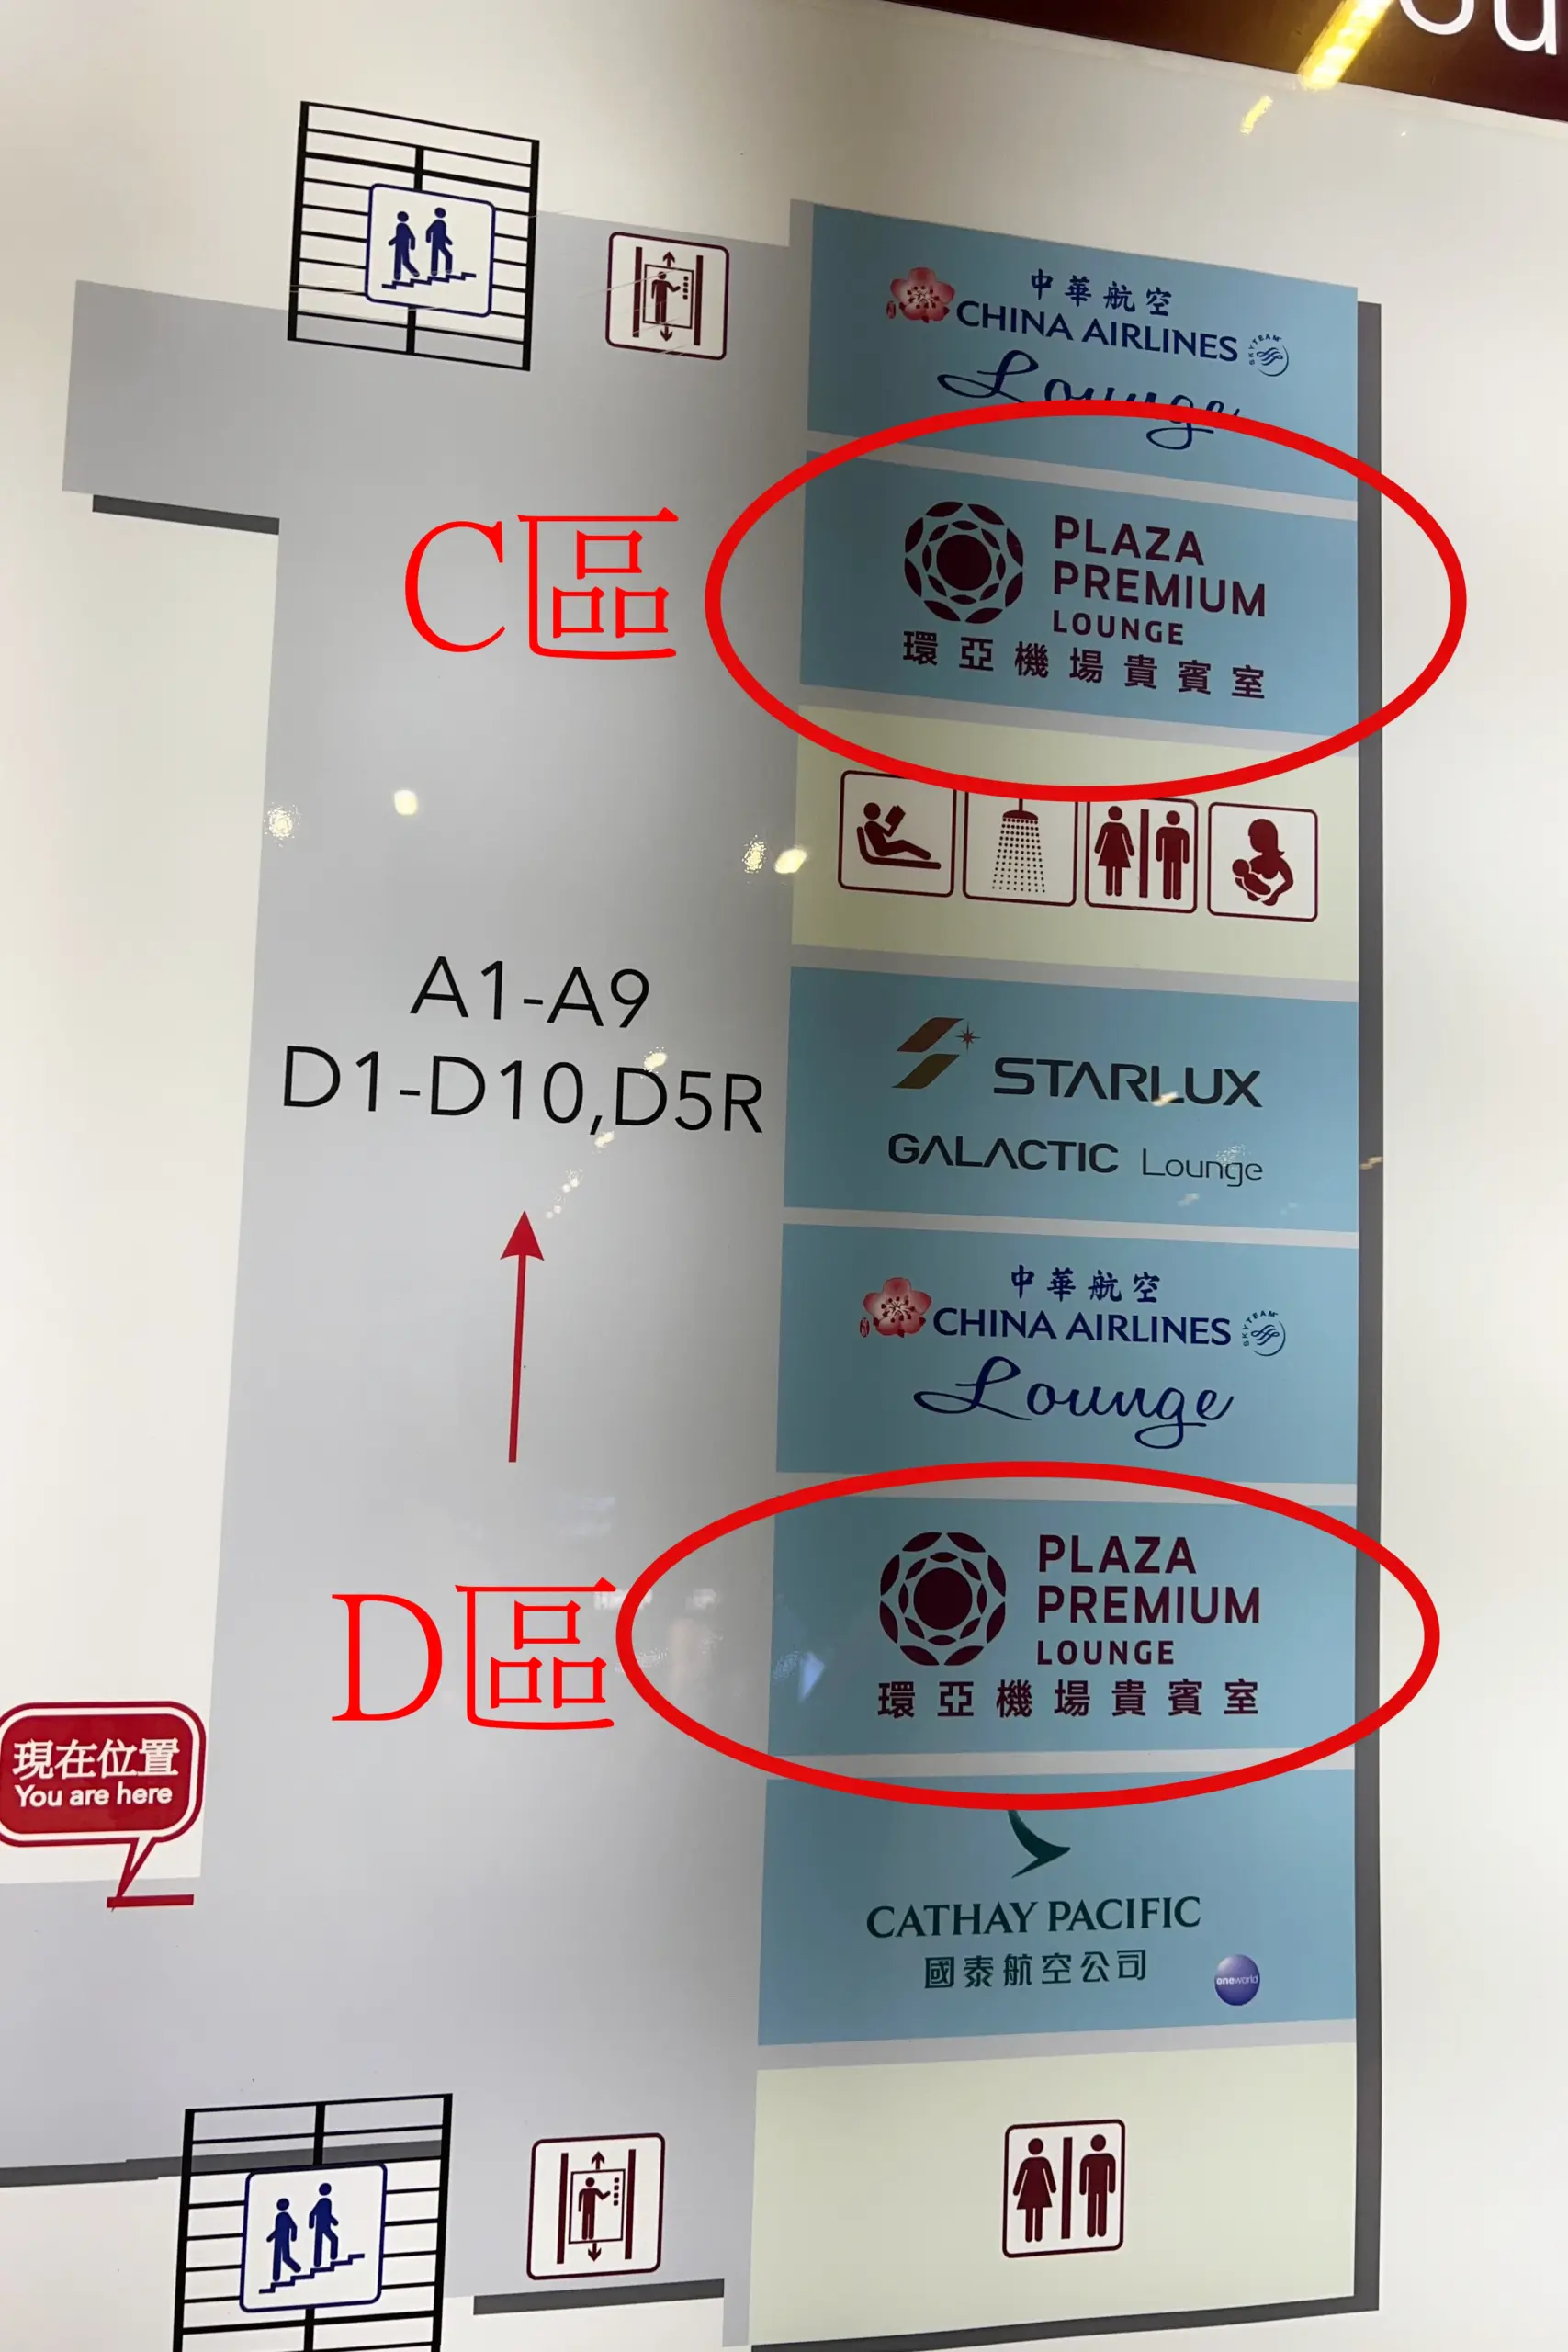 ou
中華航空
CHINA AIRLINES
SKYTEAM
Lounge
C區
PLAZA
PREMIUM
LOUNGE
環亞機場貴賓室
A1-A9
D1-D10,D5R
STARLUX
GALACTIC Lounge
中華航空
CHINA AIRLINES
SKYTEAM
Lounge
D區
PLAZA
PREMIUM
LOUNGE
環亞機場貴賓室
現在位置
You are here
CATHAY PACIFIC
國泰航空公司
oneworld